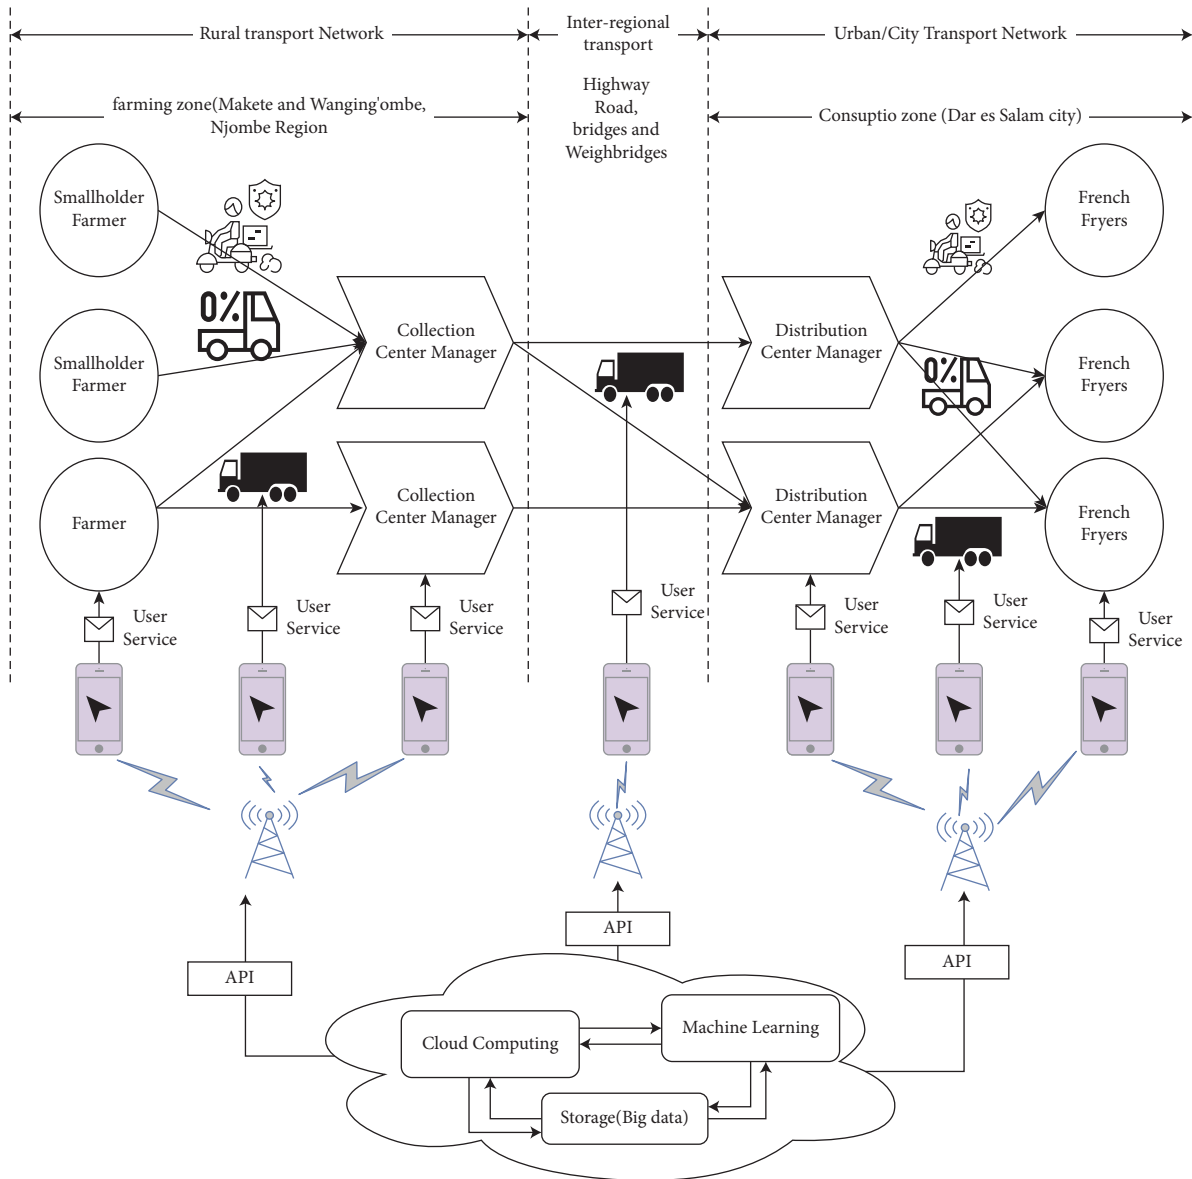 Rural transport Network
Inter-regional
transport
Urban/City Transport Network
farming zone(Makete and Wanging'ombe,
Njombe Region
Highway
Road,
bridges and
Weighbridges
Consuptio zone (Dar es Salam city)
Smallholder
Farmer
French
Fryers
0%
Collection
Center Manager
Distribution
Center Manager
Smallholder
Farmer
0%
French
Fryers
Farmer
Collection
Center Manager
Distribution
Center Manager
French
Fryers
User
Service
User
Service
User
Service
User
Service
User
Service
User
Service
User
Service
API
API
API
Cloud Computing
Machine Learning
Storage(Big data)